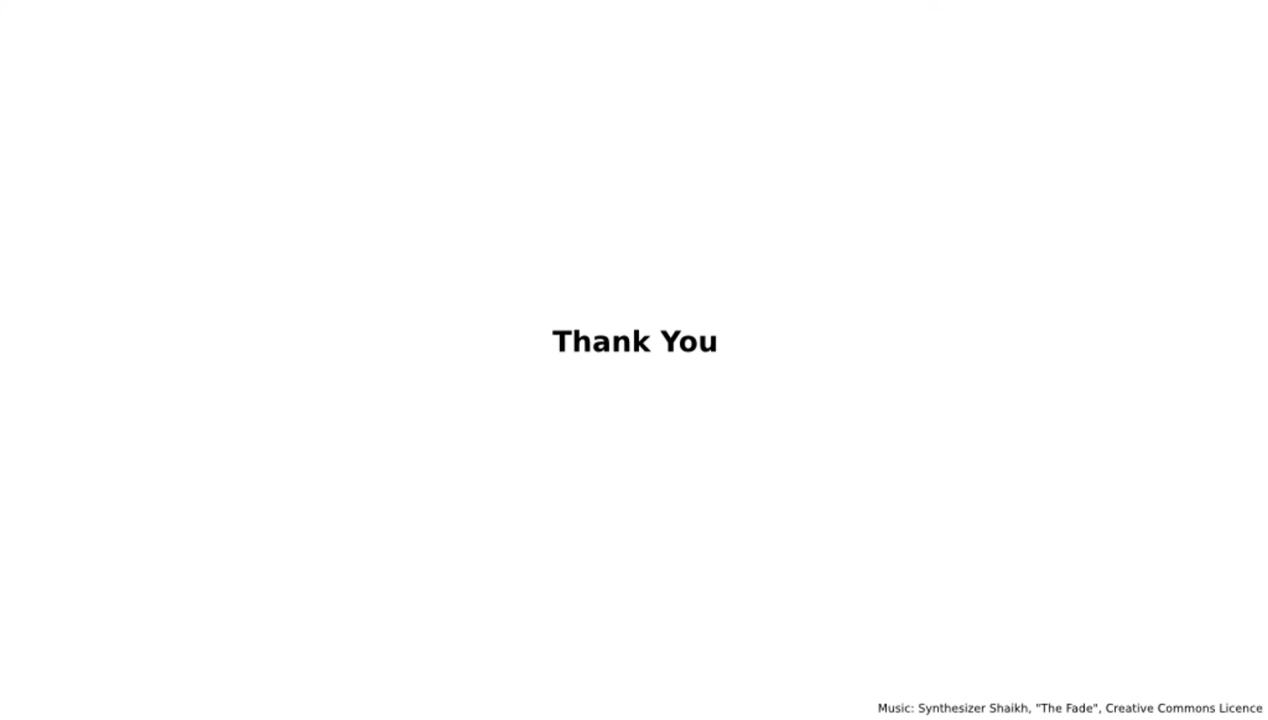 Thank You
Music: Synthesizer Shaikh, "The Fade", Creative Commons Licence